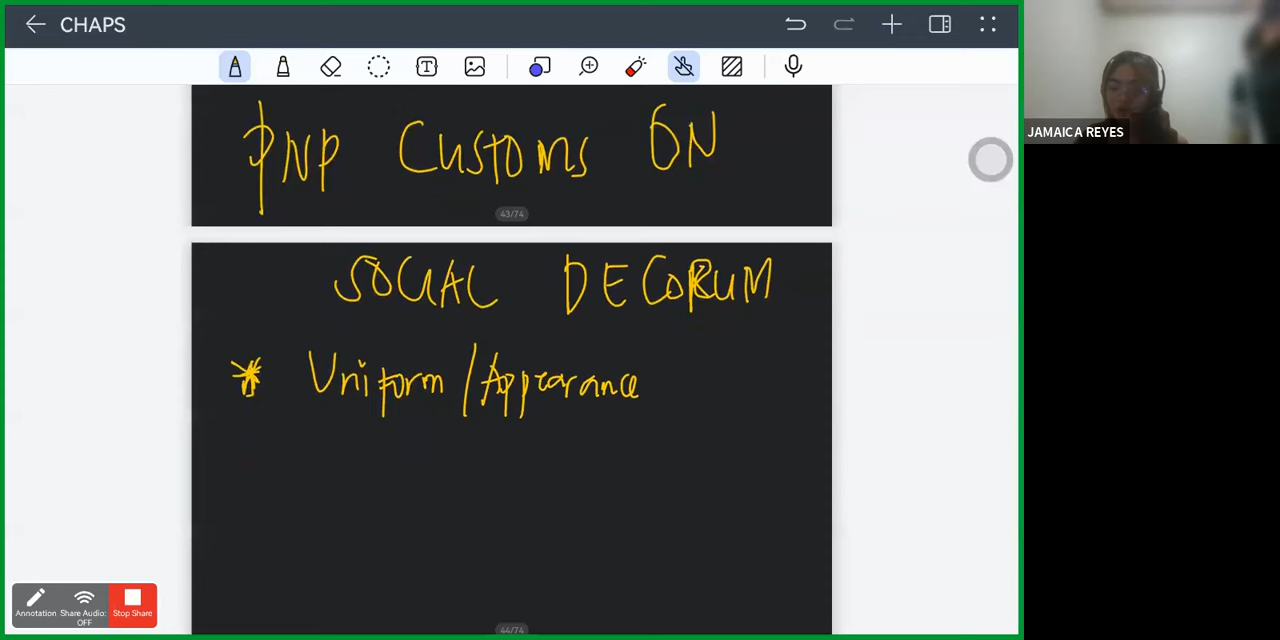 CHAPS
JAMAICA REYES
PNP Customs ON
43/74
SOCIAL DECORUM
* Uniform/Appearance
Annotation
Share Audio: OFF
Stop Share
44/74